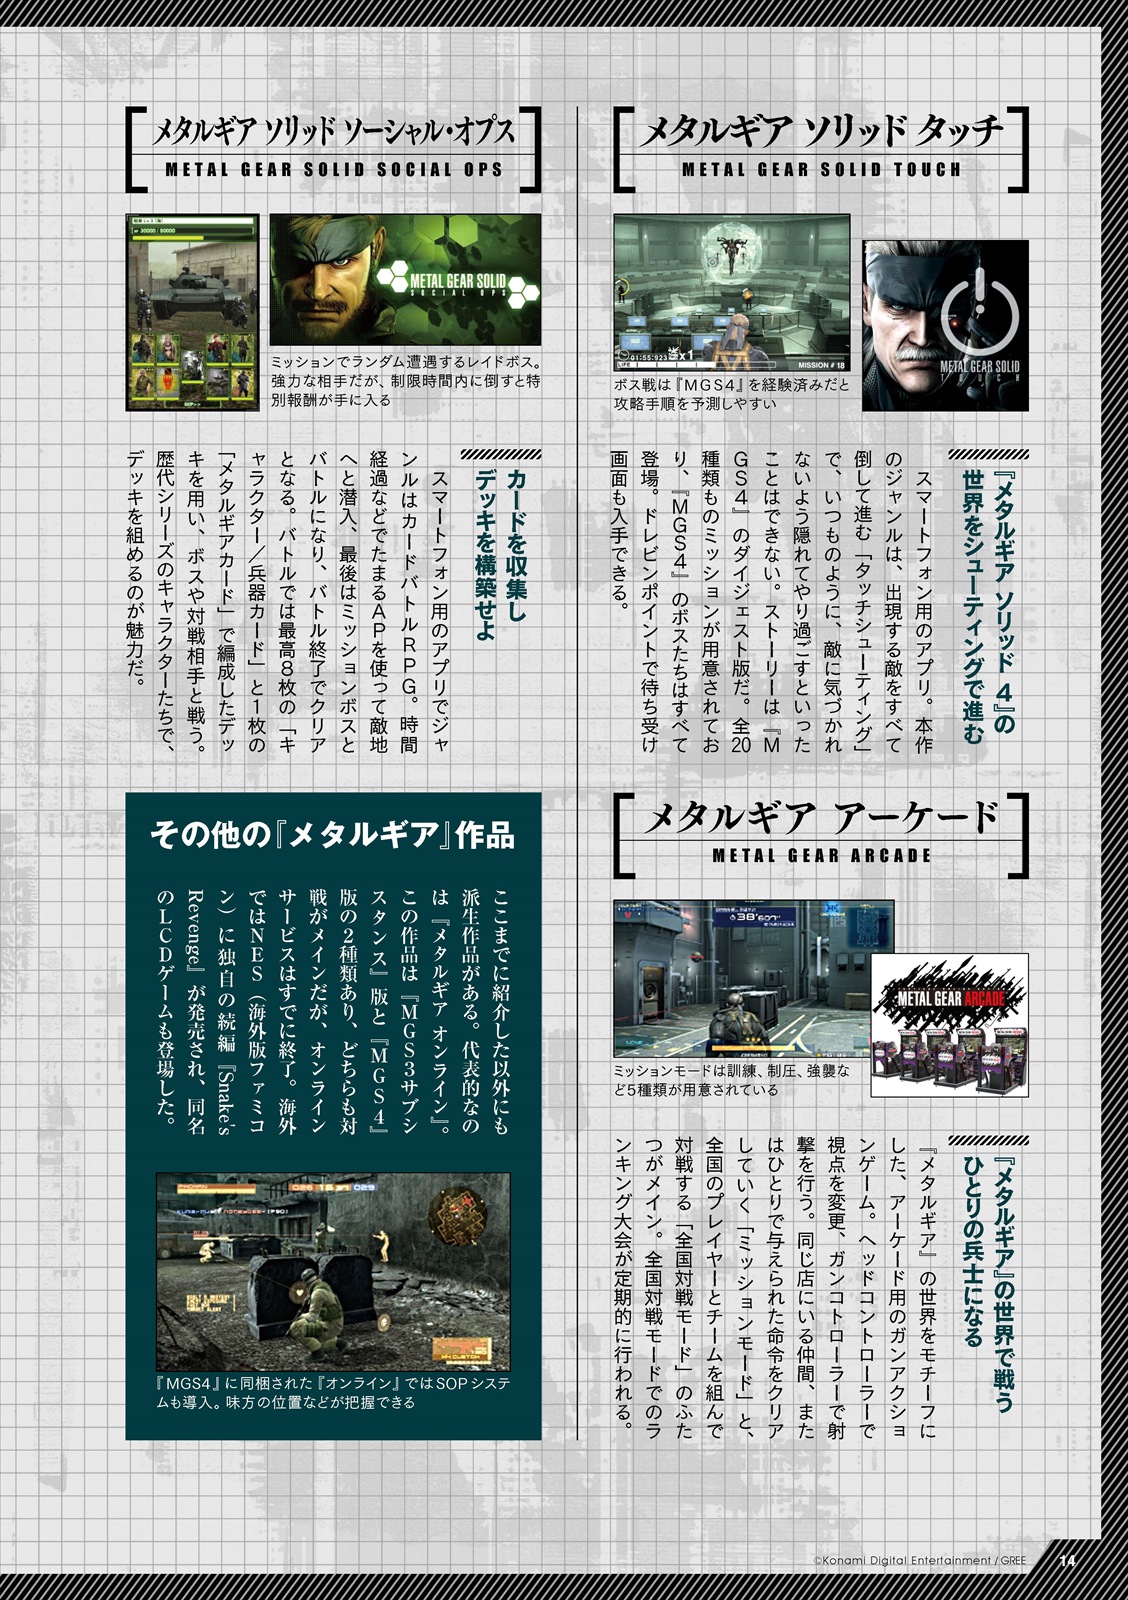 メタルギア ソリッド タッチ
METAL GEAR SOLID TOUCH
01:55:923
x1
LIFE
MISSION # 18
METAL GEAR SOLID
TOUCH
ボス戦は『MGS4』を経験済みだと
攻略手順を予測しやすい
『メタルギア ソリッド 4』の
世界をシューティングで進む
スマートフォン用のアプリ。本作
のジャンルは、出現する敵をすべて
倒して進む「タッチシューティング」
で、いつものように、敵に気づかれ
ないよう隠れてやり過ごすといった
ことはできない。ストーリーは『M
GS4』のダイジェスト版だ。全20
種類ものミッションが用意されてお
り、『MGS4』のボスたちはすべて
登場。ドレビンポイントで待ち受け
画面も入手できる。
メタルギア ソリッド ソーシャル・オプス
METAL GEAR SOLID SOCIAL OPS
30000 / 50000
METAL GEAR SOLID
SOCIAL OPS
ミッションでランダム遭遇するレイドボス。
強力な相手だが、制限時間内に倒すと特
別報酬が手に入る
カードを収集し
デッキを構築せよ
スマートフォン用のアプリでジャ
ンルはカードバトルRPG。時間
経過などでたまるAPを使って敵地
へと潜入、最後はミッションボスと
バトルになり、バトル終了でクリア
となる。バトルでは最高8枚の「キ
ャラクター／兵器カード」と1枚の
「メタルギアカード」で編成したデッ
キを用い、ボスや対戦相手と戦う。
歴代シリーズのキャラクターたちで、
デッキを組めるのが魅力だ。
メタルギア アーケード
METAL GEAR ARCADE
38'607"
METAL GEAR ARCADE
ミッションモードは訓練、制圧、強襲な
ど5種類が用意されている
『メタルギア』の世界で戦う
ひとりの兵士になる
『メタルギア』の世界をモチーフに
した、アーケード用のガンアクショ
ンゲーム。ヘッドコントローラーで
視点を変更、ガンコトローラーで射
撃を行う。同じ店にいる仲間、また
はひとりで与えられた命令をクリア
していく「ミッションモード」と、
全国のプレイヤーとチームを組んで
対戦する「全国対戦モード」のふた
つがメイン。全国対戦モードでのラ
ンキング大会が定期的に行われる。
その他の『メタルギア』作品
ここまでに紹介した以外にも
派生作品がある。代表的なの
は『メタルギア オンライン』。
この作品は『MGS3サブシ
スタンス』版と『MGS4』
版の2種類あり、どちらも対
戦がメインだが、オンライン
サービスはすでに終了。海外
ではNES（海外版ファミコ
ン）に独自の続編『Snake's
Revenge』が発売され、同名
のLCDゲームも登場した。
『MGS4』に同梱された『オンライン』ではSOPシステ
ムも導入。味方の位置などが把握できる
©Konami Digital Entertainment / GREE
14